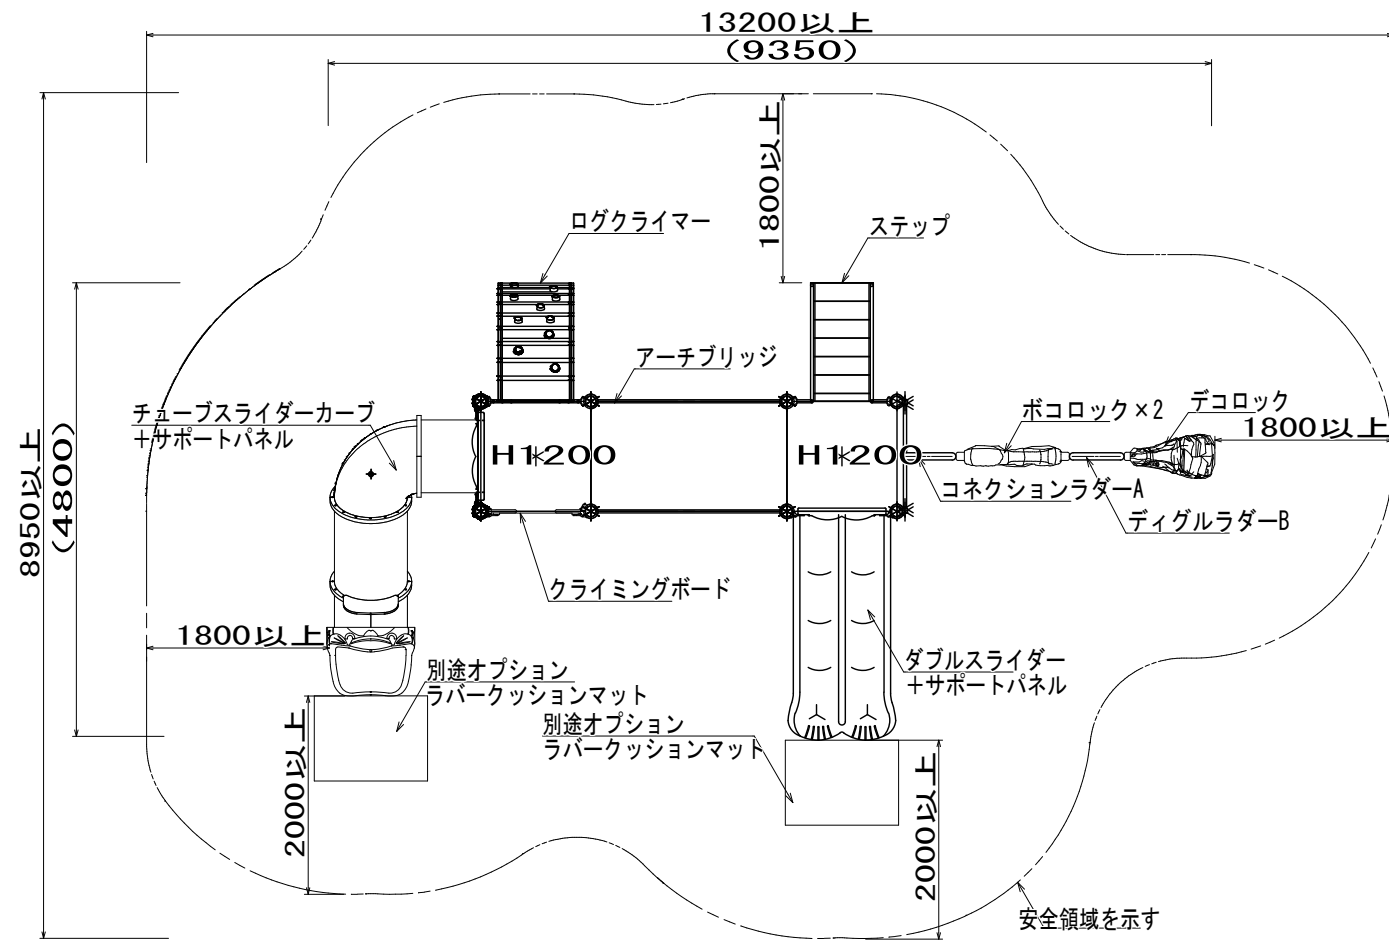 13200以上
(9350)
1800以上
ログクライマー
ステップ
アーチブリッジ
チューブスライダーカーブ
+サポートパネル
ボコロック×2
デコロック
1800以上
H1200
H1200
コネクションラダーA
ディグルラダーB
8950以上
(4800)
クライミングボード
1800以上
ダブルスライダー
+サポートパネル
別途オプション
ラバークッションマット
別途オプション
ラバークッションマット
2000以上
2000以上
安全領域を示す